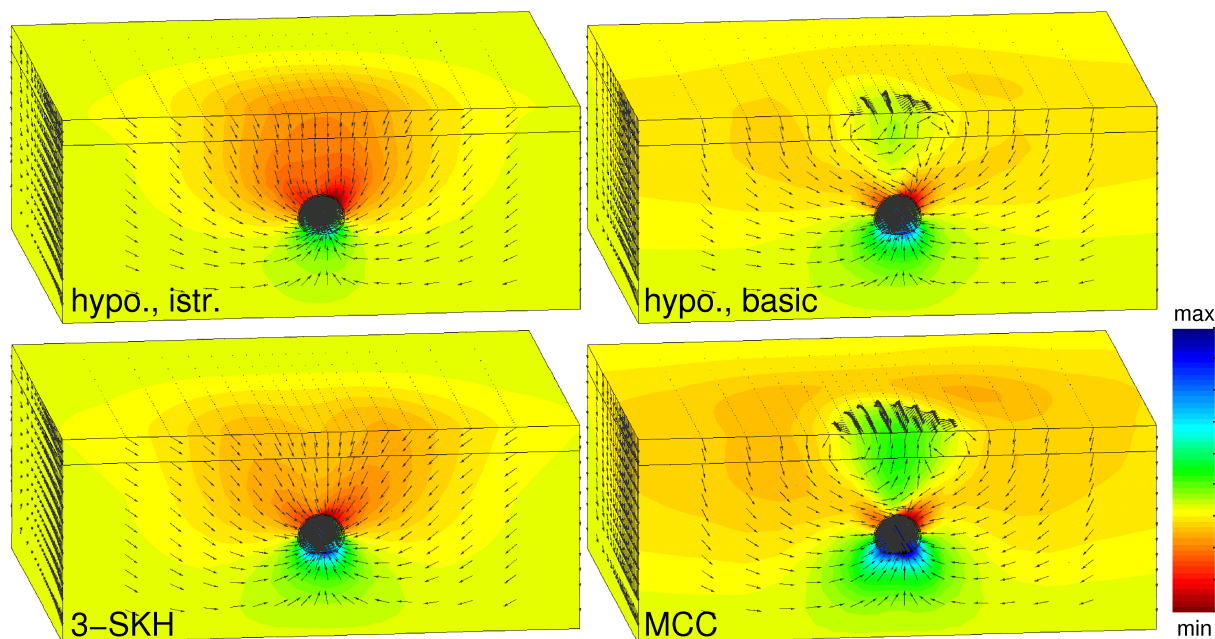 hypo., istr.
hypo., basic
max
3-SKH
MCC
min